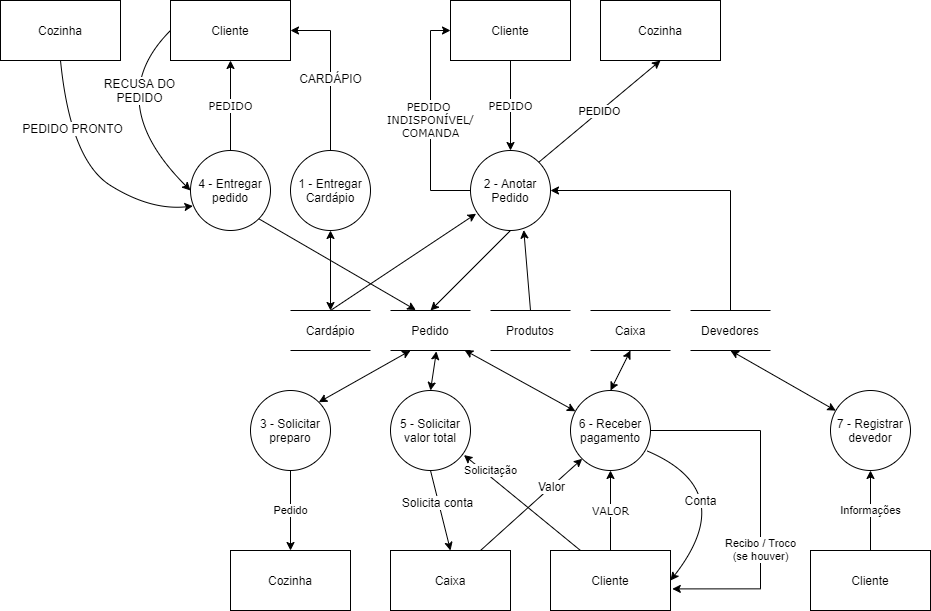 Cozinha
Cliente
Cliente
Cozinha
RECUSA DO
PEDIDO
CARDÁPIO
PEDIDO
PEDIDO
INDISPONÍVEL/
COMANDA
PEDIDO
PEDIDO
PEDIDO PRONTO
4 - Entregar
pedido
1 - Entregar
Cardápio
2 - Anotar
Pedido
Cardápio
Pedido
Produtos
Caixa
Devedores
3 - Solicitar
preparo
5 - Solicitar
valor total
6 - Receber
pagamento
7 - Registrar
devedor
Solicitação
Valor
Solicita conta
Conta
Pedido
VALOR
Informações
Recibo / Troco
(se houver)
Cozinha
Caixa
Cliente
Cliente